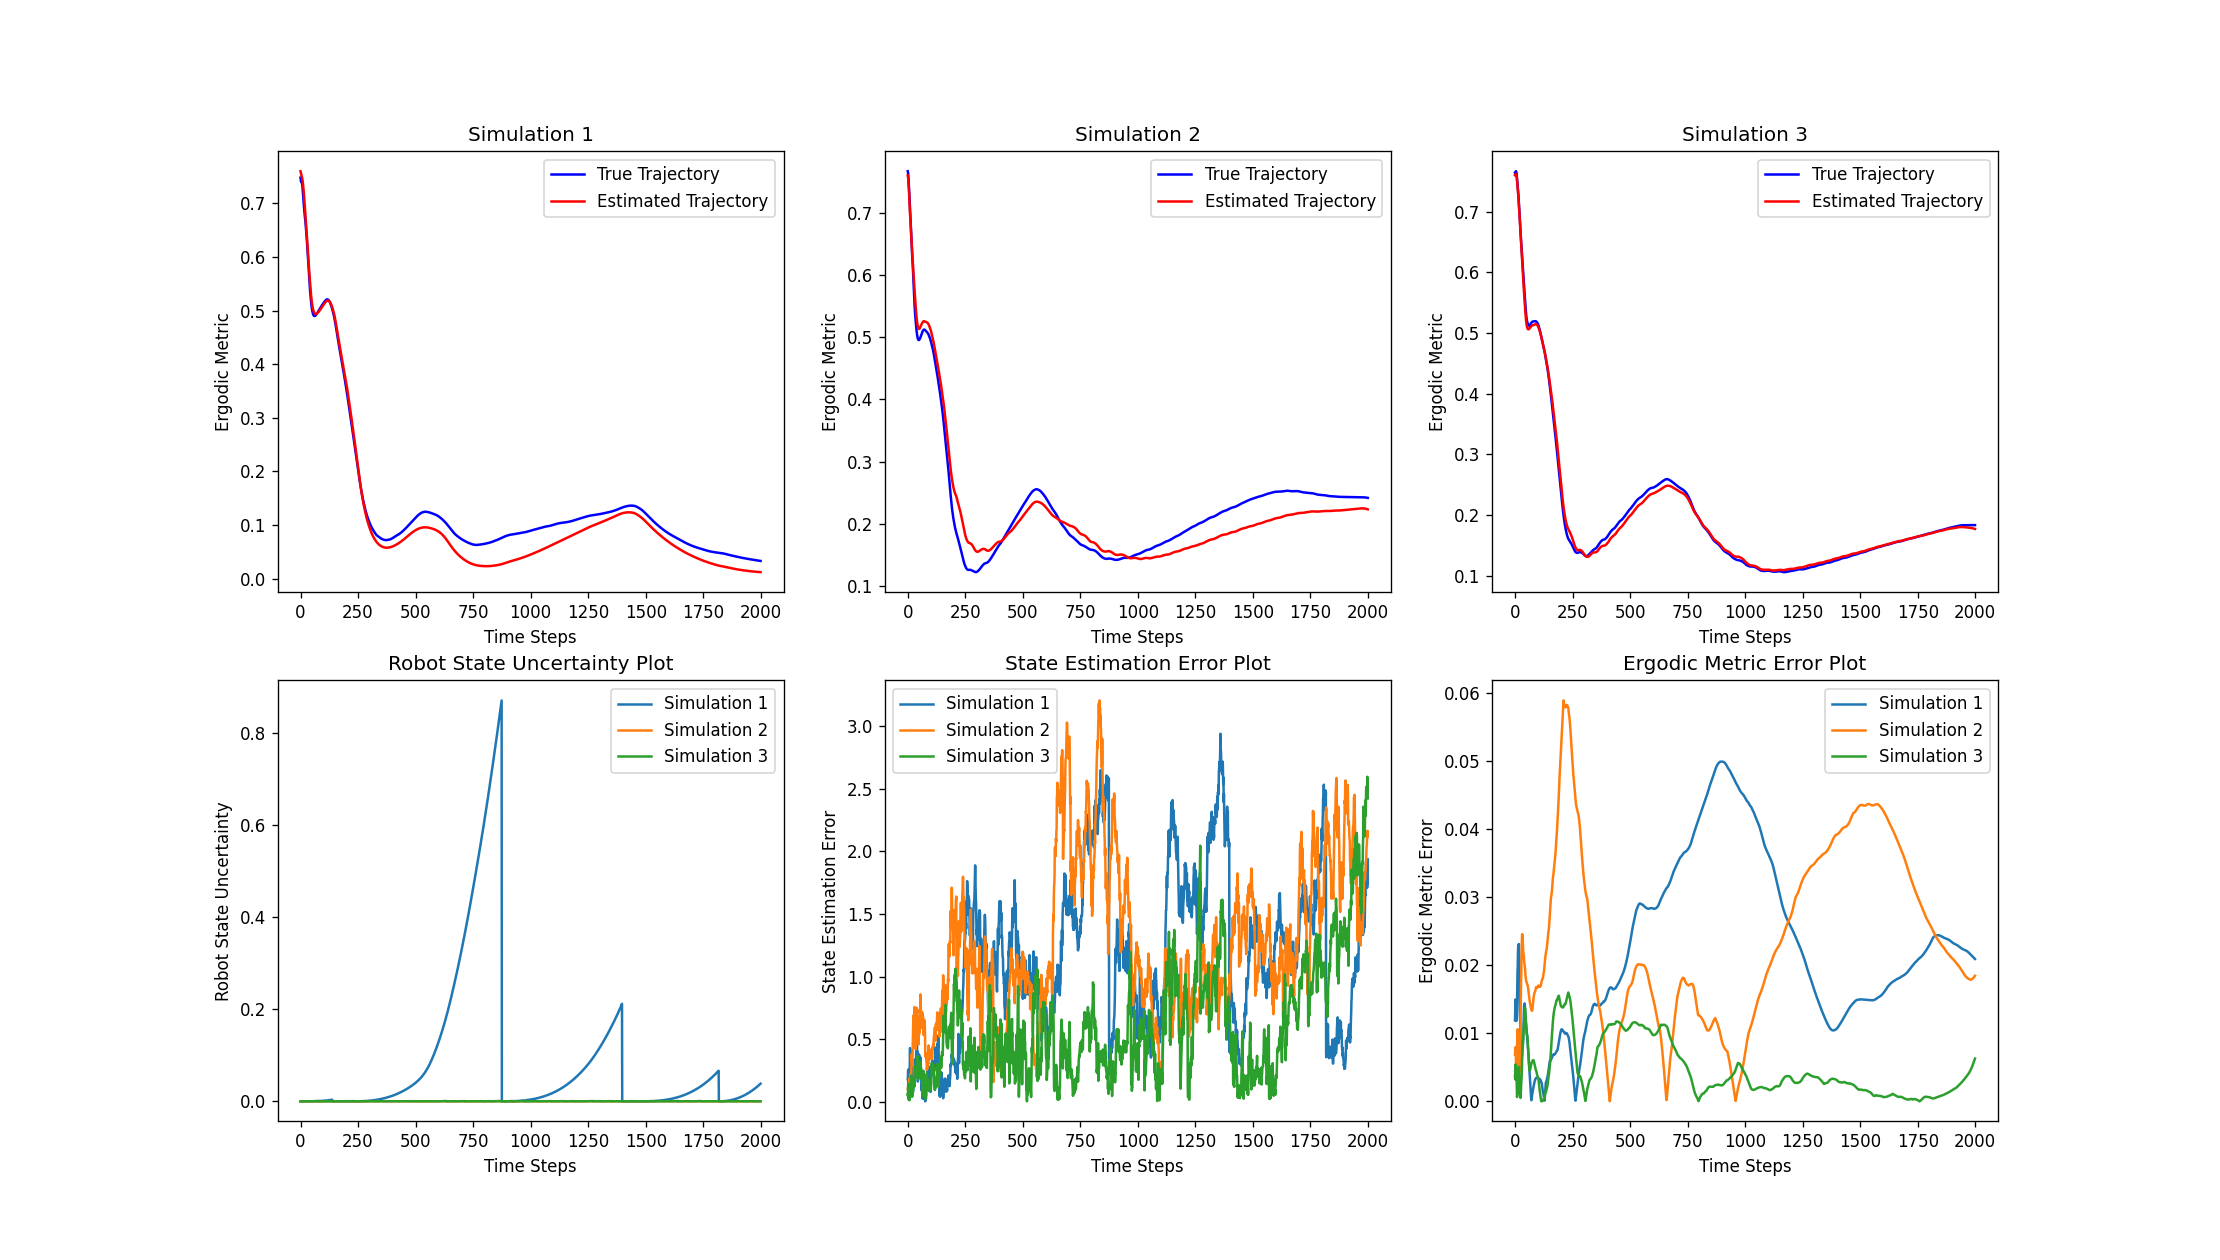 Simulation 1
True Trajectory
Estimated Trajectory
Ergodic Metric
0.7
0.6
0.5
0.4
0.3
0.2
0.1
0.0
0 250 500 750 1000 1250 1500 1750 2000
Time Steps
Simulation 2
True Trajectory
Estimated Trajectory
Ergodic Metric
0.7
0.6
0.5
0.4
0.3
0.2
0.1
0 250 500 750 1000 1250 1500 1750 2000
Time Steps
Simulation 3
True Trajectory
Estimated Trajectory
Ergodic Metric
0.7
0.6
0.5
0.4
0.3
0.2
0.1
0 250 500 750 1000 1250 1500 1750 2000
Time Steps
Robot State Uncertainty Plot
Simulation 1
Simulation 2
Simulation 3
Robot State Uncertainty
0.8
0.6
0.4
0.2
0.0
0 250 500 750 1000 1250 1500 1750 2000
Time Steps
State Estimation Error Plot
Simulation 1
Simulation 2
Simulation 3
State Estimation Error
3.0
2.5
2.0
1.5
1.0
0.5
0.0
0 250 500 750 1000 1250 1500 1750 2000
Time Steps
Ergodic Metric Error Plot
Simulation 1
Simulation 2
Simulation 3
Ergodic Metric Error
0.06
0.05
0.04
0.03
0.02
0.01
0.00
0 250 500 750 1000 1250 1500 1750 2000
Time Steps